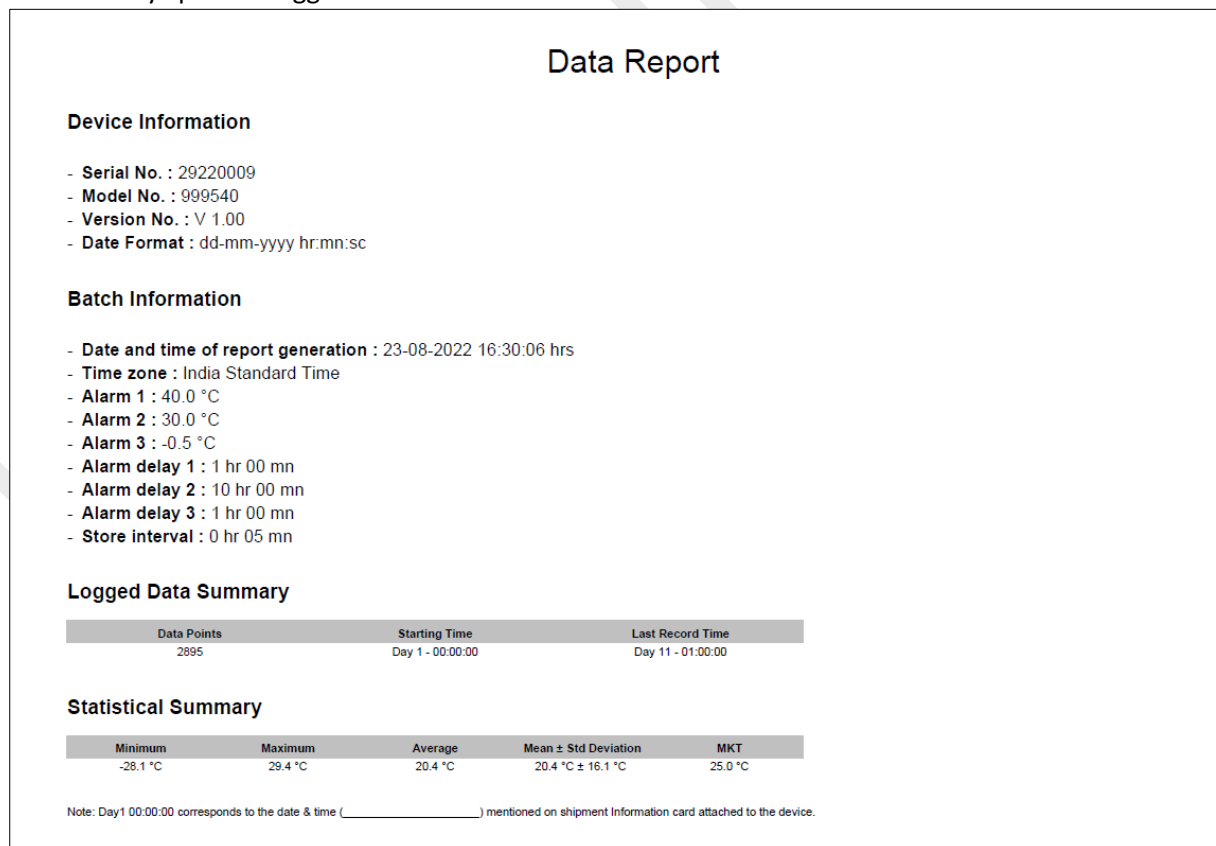 Data Report
Device Information
- Serial No. : 29220009
- Model No. : 999540
- Version No. : V 1.00
- Date Format : dd-mm-yyyy hr:mn:sc
Batch Information
- Date and time of report generation : 23-08-2022 16:30:06 hrs
- Time zone : India Standard Time
- Alarm 1 : 40.0 °C
- Alarm 2 : 30.0 °C
- Alarm 3 : -0.5 °C
- Alarm delay 1 : 1 hr 00 mn
- Alarm delay 2 : 10 hr 00 mn
- Alarm delay 3 : 1 hr 00 mn
- Store interval : 0 hr 05 mn
Logged Data Summary
Data Points Starting Time Last Record Time
2895 Day 1 - 00:00:00 Day 11 - 01:00:00
Statistical Summary
Minimum Maximum Average Mean ± Std Deviation MKT
-28.1 °C 29.4 °C 20.4 °C 20.4 °C ± 16.1 °C 25.0 °C
Note: Day1 00:00:00 corresponds to the date & time (____________________) mentioned on shipment Information card attached to the device.